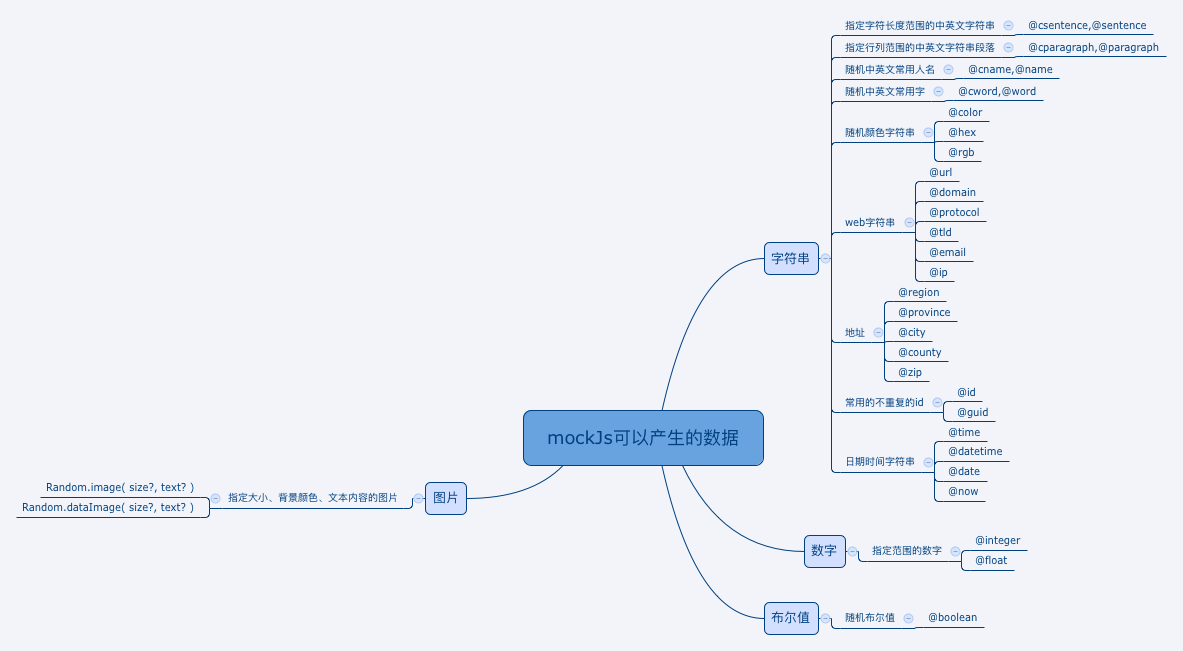 mockJs可以产生的数据
字符串
指定字符长度范围的中英文字符串
@csentence,@sentence
指定行列范围的中英文字符串段落
@cparagraph,@paragraph
随机中英文常用人名
@cname,@name
随机中英文常用字
@cword,@word
随机颜色字符串
@color
@hex
@rgb
web字符串
@url
@domain
@protocol
@tld
@email
@ip
地址
@region
@province
@city
@county
@zip
常用的不重复的id
@id
@guid
日期时间字符串
@time
@datetime
@date
@now
数字
指定范围的数字
@integer
@float
布尔值
随机布尔值
@boolean
图片
指定大小、背景颜色、文本内容的图片
Random.image( size?, text? )
Random.dataImage( size?, text? )